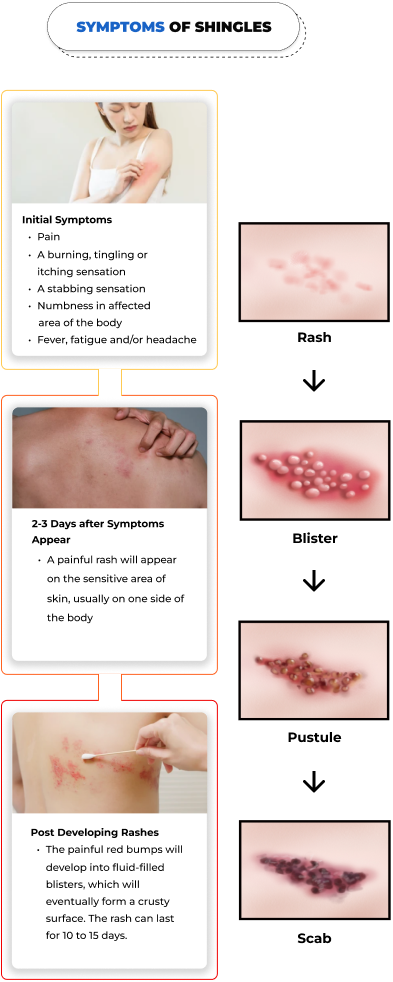 SYMPTOMS OF SHINGLES
Initial Symptoms
• Pain
• A burning, tingling or
itching sensation
• A stabbing sensation
• Numbness in affected
area of the body
• Fever, fatigue and/or headache
2-3 Days after Symptoms
Appear
• A painful rash will appear
on the sensitive area of
skin, usually on one side of
the body
Post Developing Rashes
• The painful red bumps will
develop into fluid-filled
blisters, which will
eventually form a crusty
surface. The rash can last
for 10 to 15 days.
Rash
Blister
Pustule
Scab